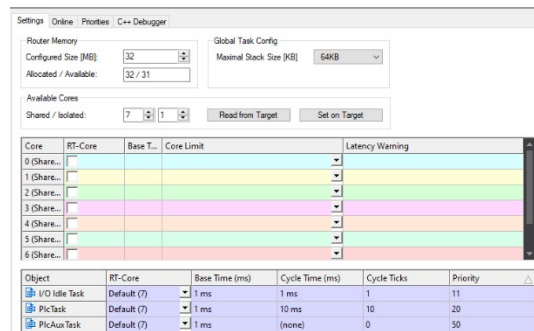 Settings Online Priorities C++ Debugger
Router Memory
Configured Size [MB]: 32
Allocated / Available: 32 / 31
Global Task Config
Maximal Stack Size [KB] 64KB
Available Cores
Shared / Isolated: 7 1 Read from Target Set on Target
Core RT-Core Base T... Core Limit Latency Warning
0 (Share...
1 (Share...
2 (Share...
3 (Share...
4 (Share...
5 (Share...
6 (Share...
Object RT-Core Base Time (ms) Cycle Time (ms) Cycle Ticks Priority
I/O Idle Task Default (7) 1 ms 1 ms 1 11
PlcTask Default (7) 1 ms 10 ms 10 20
PlcAuxTask Default (7) 1 ms (none) 0 50